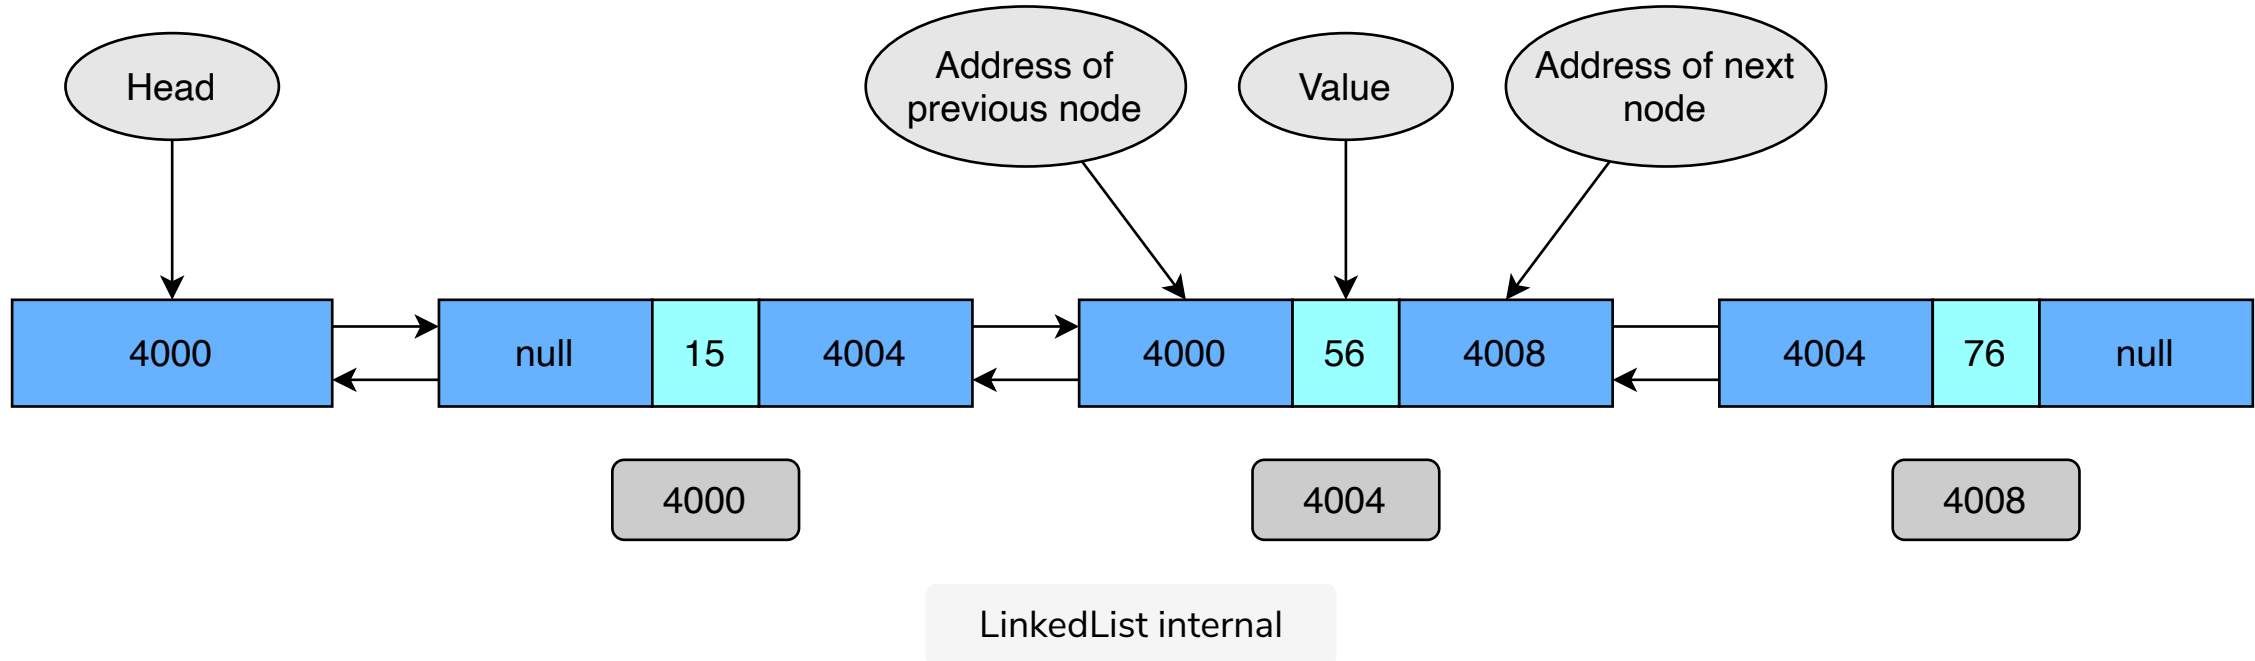 Head
Address of
previous node
Value
Address of next
node
4000
null
15
4004
4000
56
4008
4004
76
null
4000
4004
4008
LinkedList internal